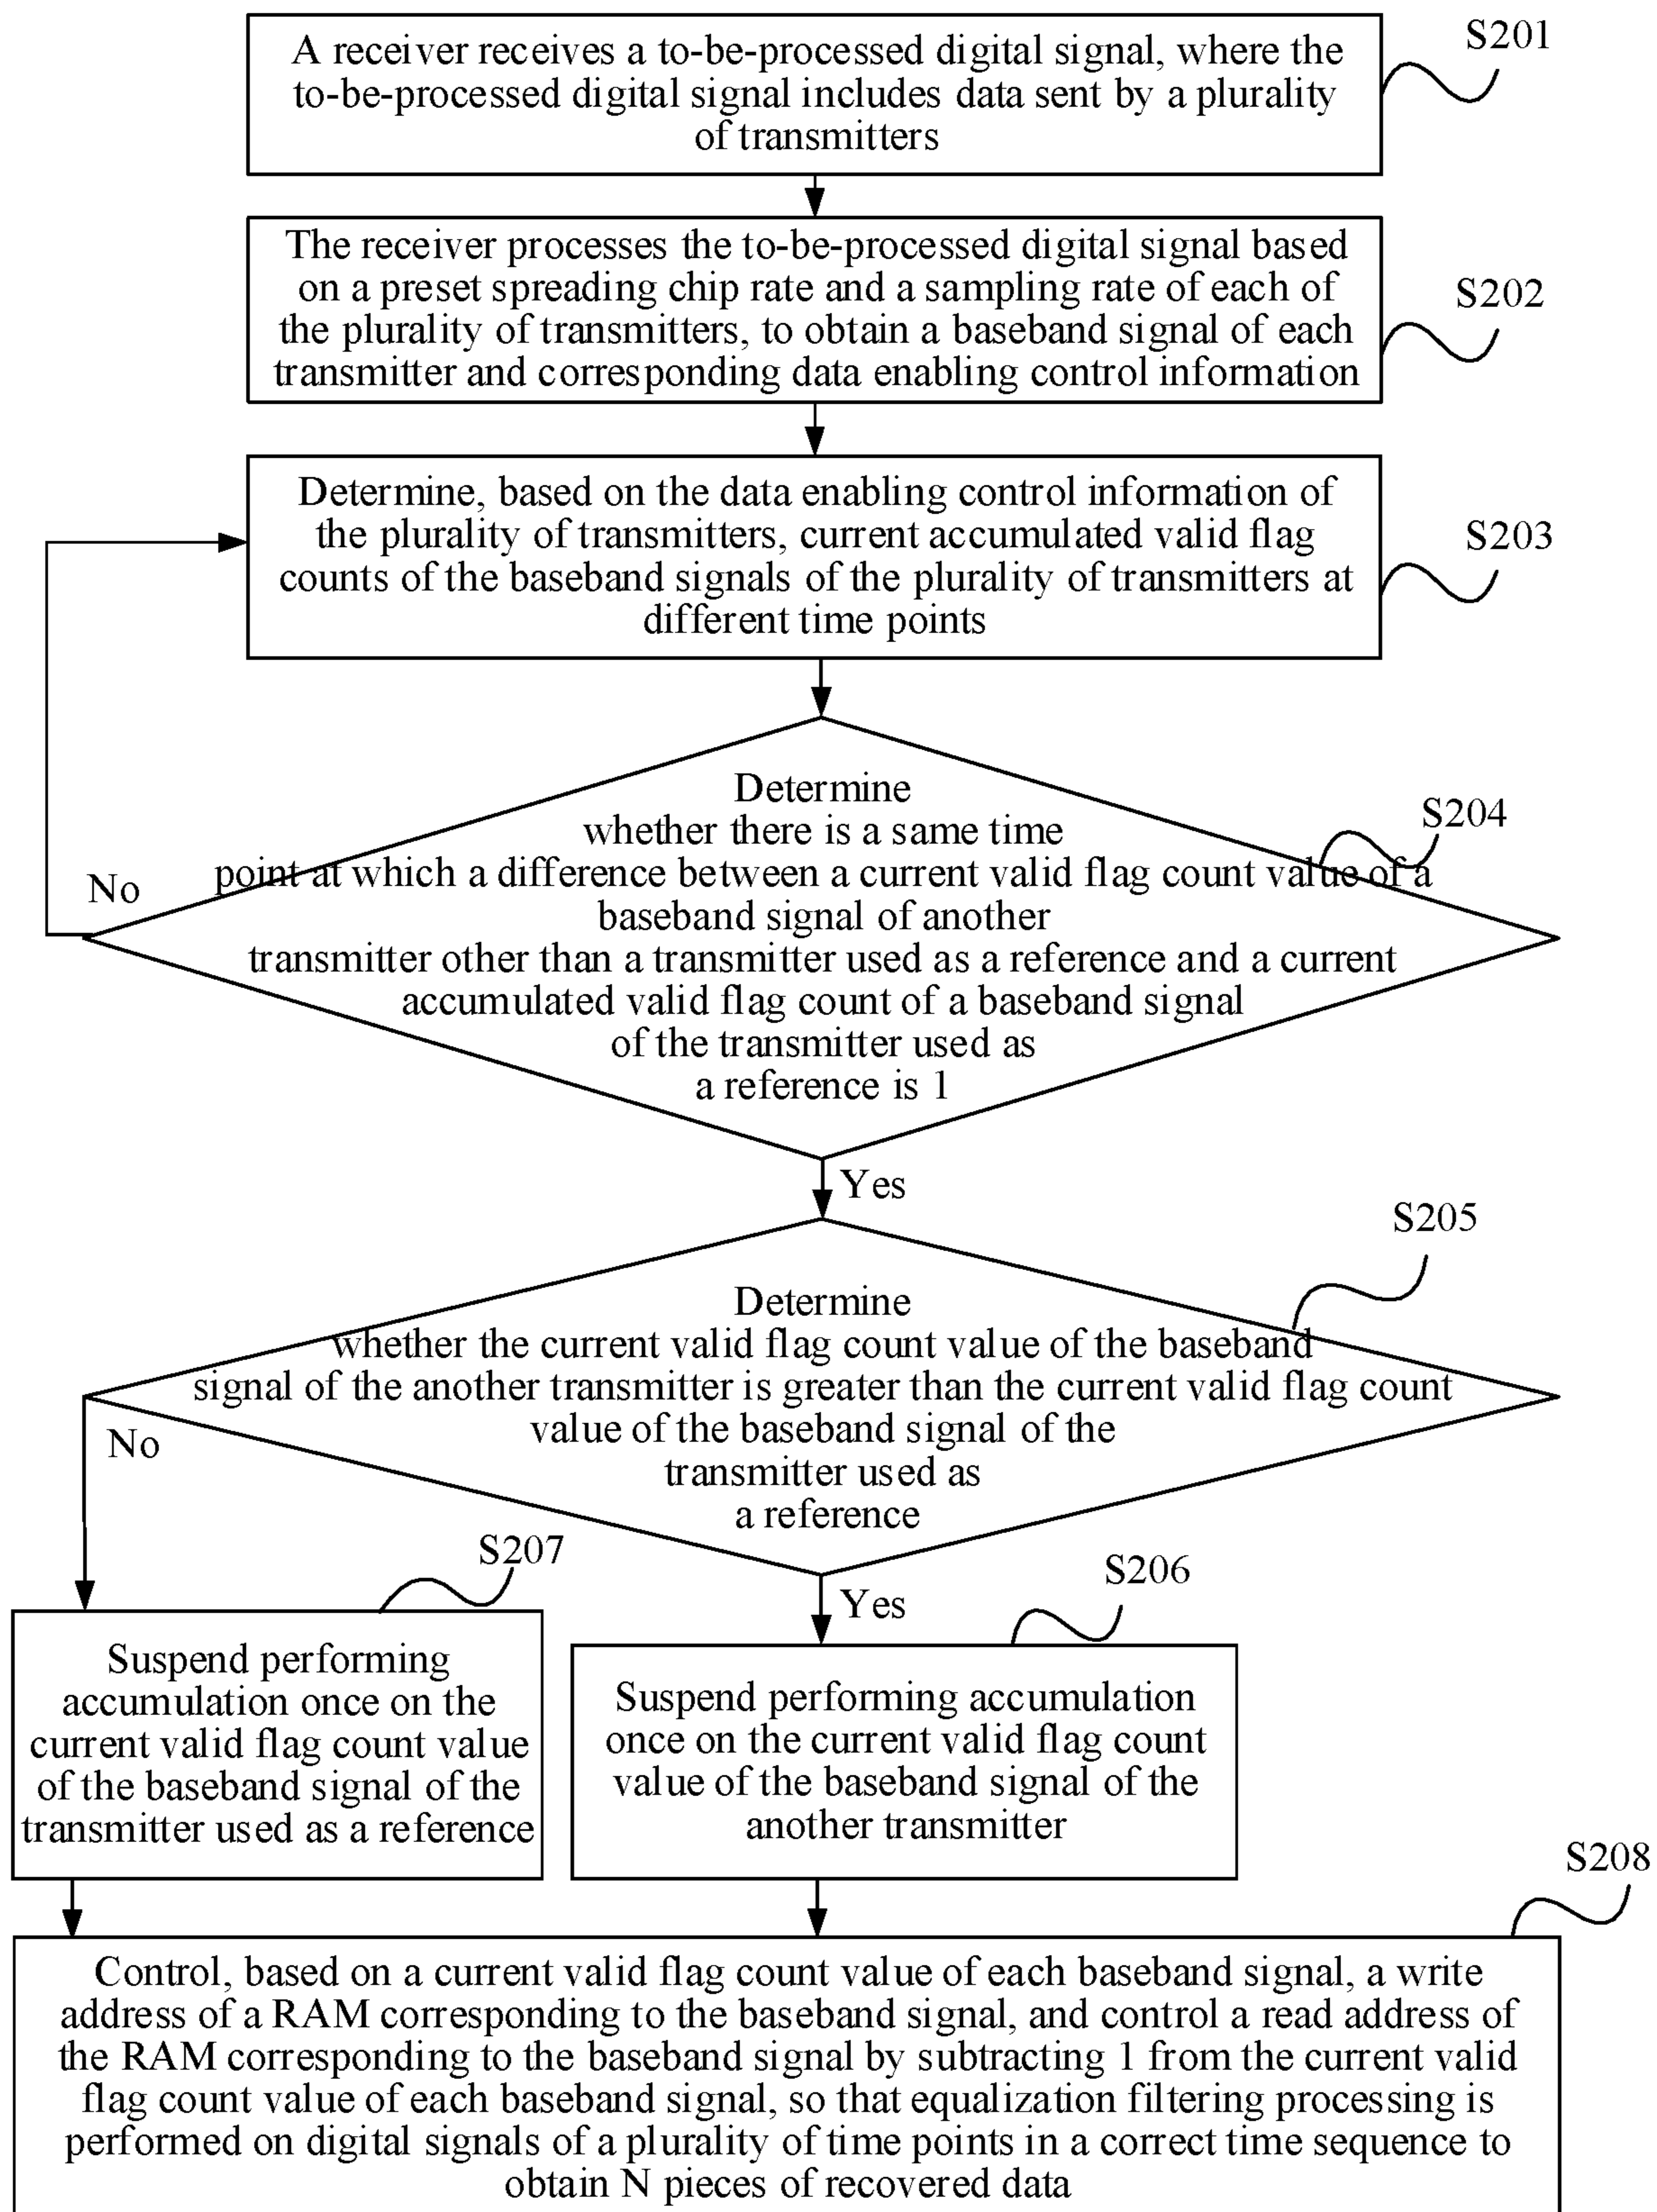 S201
A receiver receives a to-be-processed digital signal, where the
to-be-processed digital signal includes data sent by a plurality
of transmitters
The receiver processes the to-be-processed digital signal based
on a preset spreading chip rate and a sampling rate of each of
the plurality of transmitters, to obtain a baseband signal of each
transmitter and corresponding data enabling control information
S202
Determine, based on the data enabling control information of
the plurality of transmitters, current accumulated valid flag
counts of the baseband signals of the plurality of transmitters at
different time points
S203
Determine
whether there is a same time
point at which a difference between a current valid flag count value of a
baseband signal of another
transmitter other than a transmitter used as a reference and a current
accumulated valid flag count of a baseband signal
of the transmitter used as
a reference is 1
S204
No
Yes
S205
Determine
whether the current valid flag count value of the baseband
signal of the another transmitter is greater than the current valid flag count
value of the baseband signal of the
transmitter used as
a reference
No
Yes
S207
Suspend performing
accumulation once on the
current valid flag count value
of the baseband signal of the
transmitter used as a reference
S206
Suspend performing accumulation
once on the current valid flag count
value of the baseband signal of the
another transmitter
S208
Control, based on a current valid flag count value of each baseband signal, a write
address of a RAM corresponding to the baseband signal, and control a read address of
the RAM corresponding to the baseband signal by subtracting 1 from the current valid
flag count value of each baseband signal, so that equalization filtering processing is
performed on digital signals of a plurality of time points in a correct time sequence to
obtain N pieces of recovered data